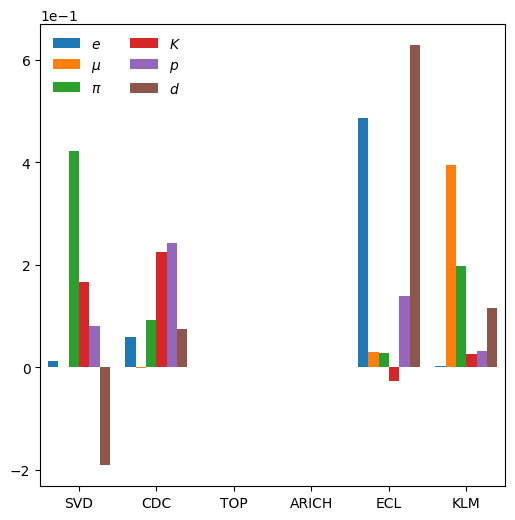 1e−1
e K
μ p
π d
6
4
2
0
−2
SVD CDC TOP ARICH ECL KLM